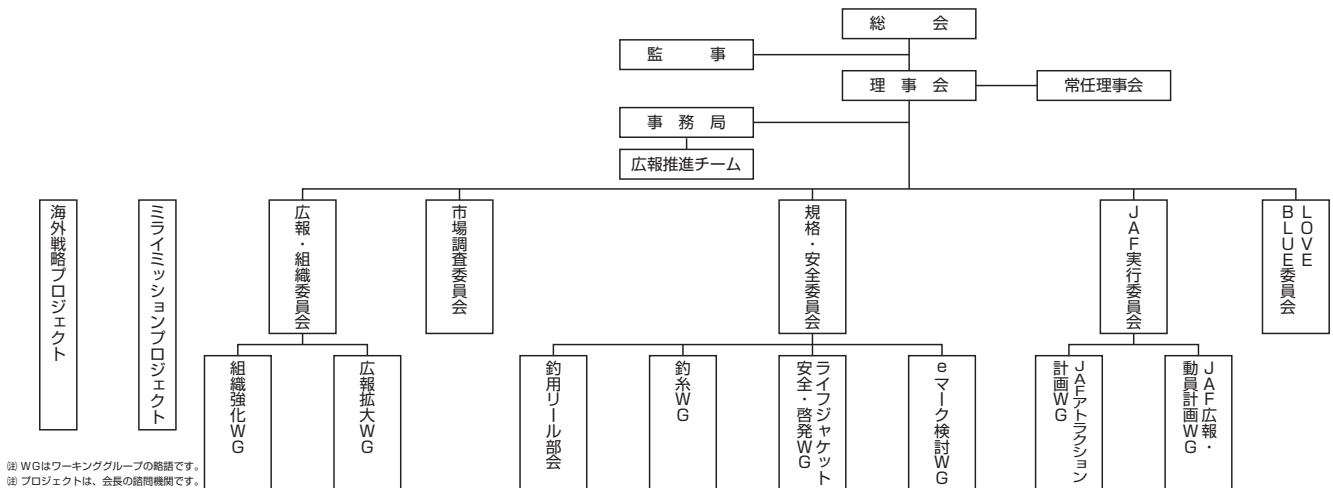 総　　会
監　　事
理　事　会
常任理事会
事　務　局
広報推進チーム
海外戦略プロジェクト
ミライミッションプロジェクト
広報・組織委員会
市場調査委員会
規格・安全委員会
JAF実行委員会
LOVE
BLUE委員会
組織強化WG
広報拡大WG
釣用リール部会
釣糸WG
ライフジャケット
安全・啓発WG
eマーク検討WG
JAFアトラクション
計画WG
JAF広報・
動員計画WG
㊟ WGはワーキンググループの略語です。
㊟ プロジェクトは、会長の諮問機関です。